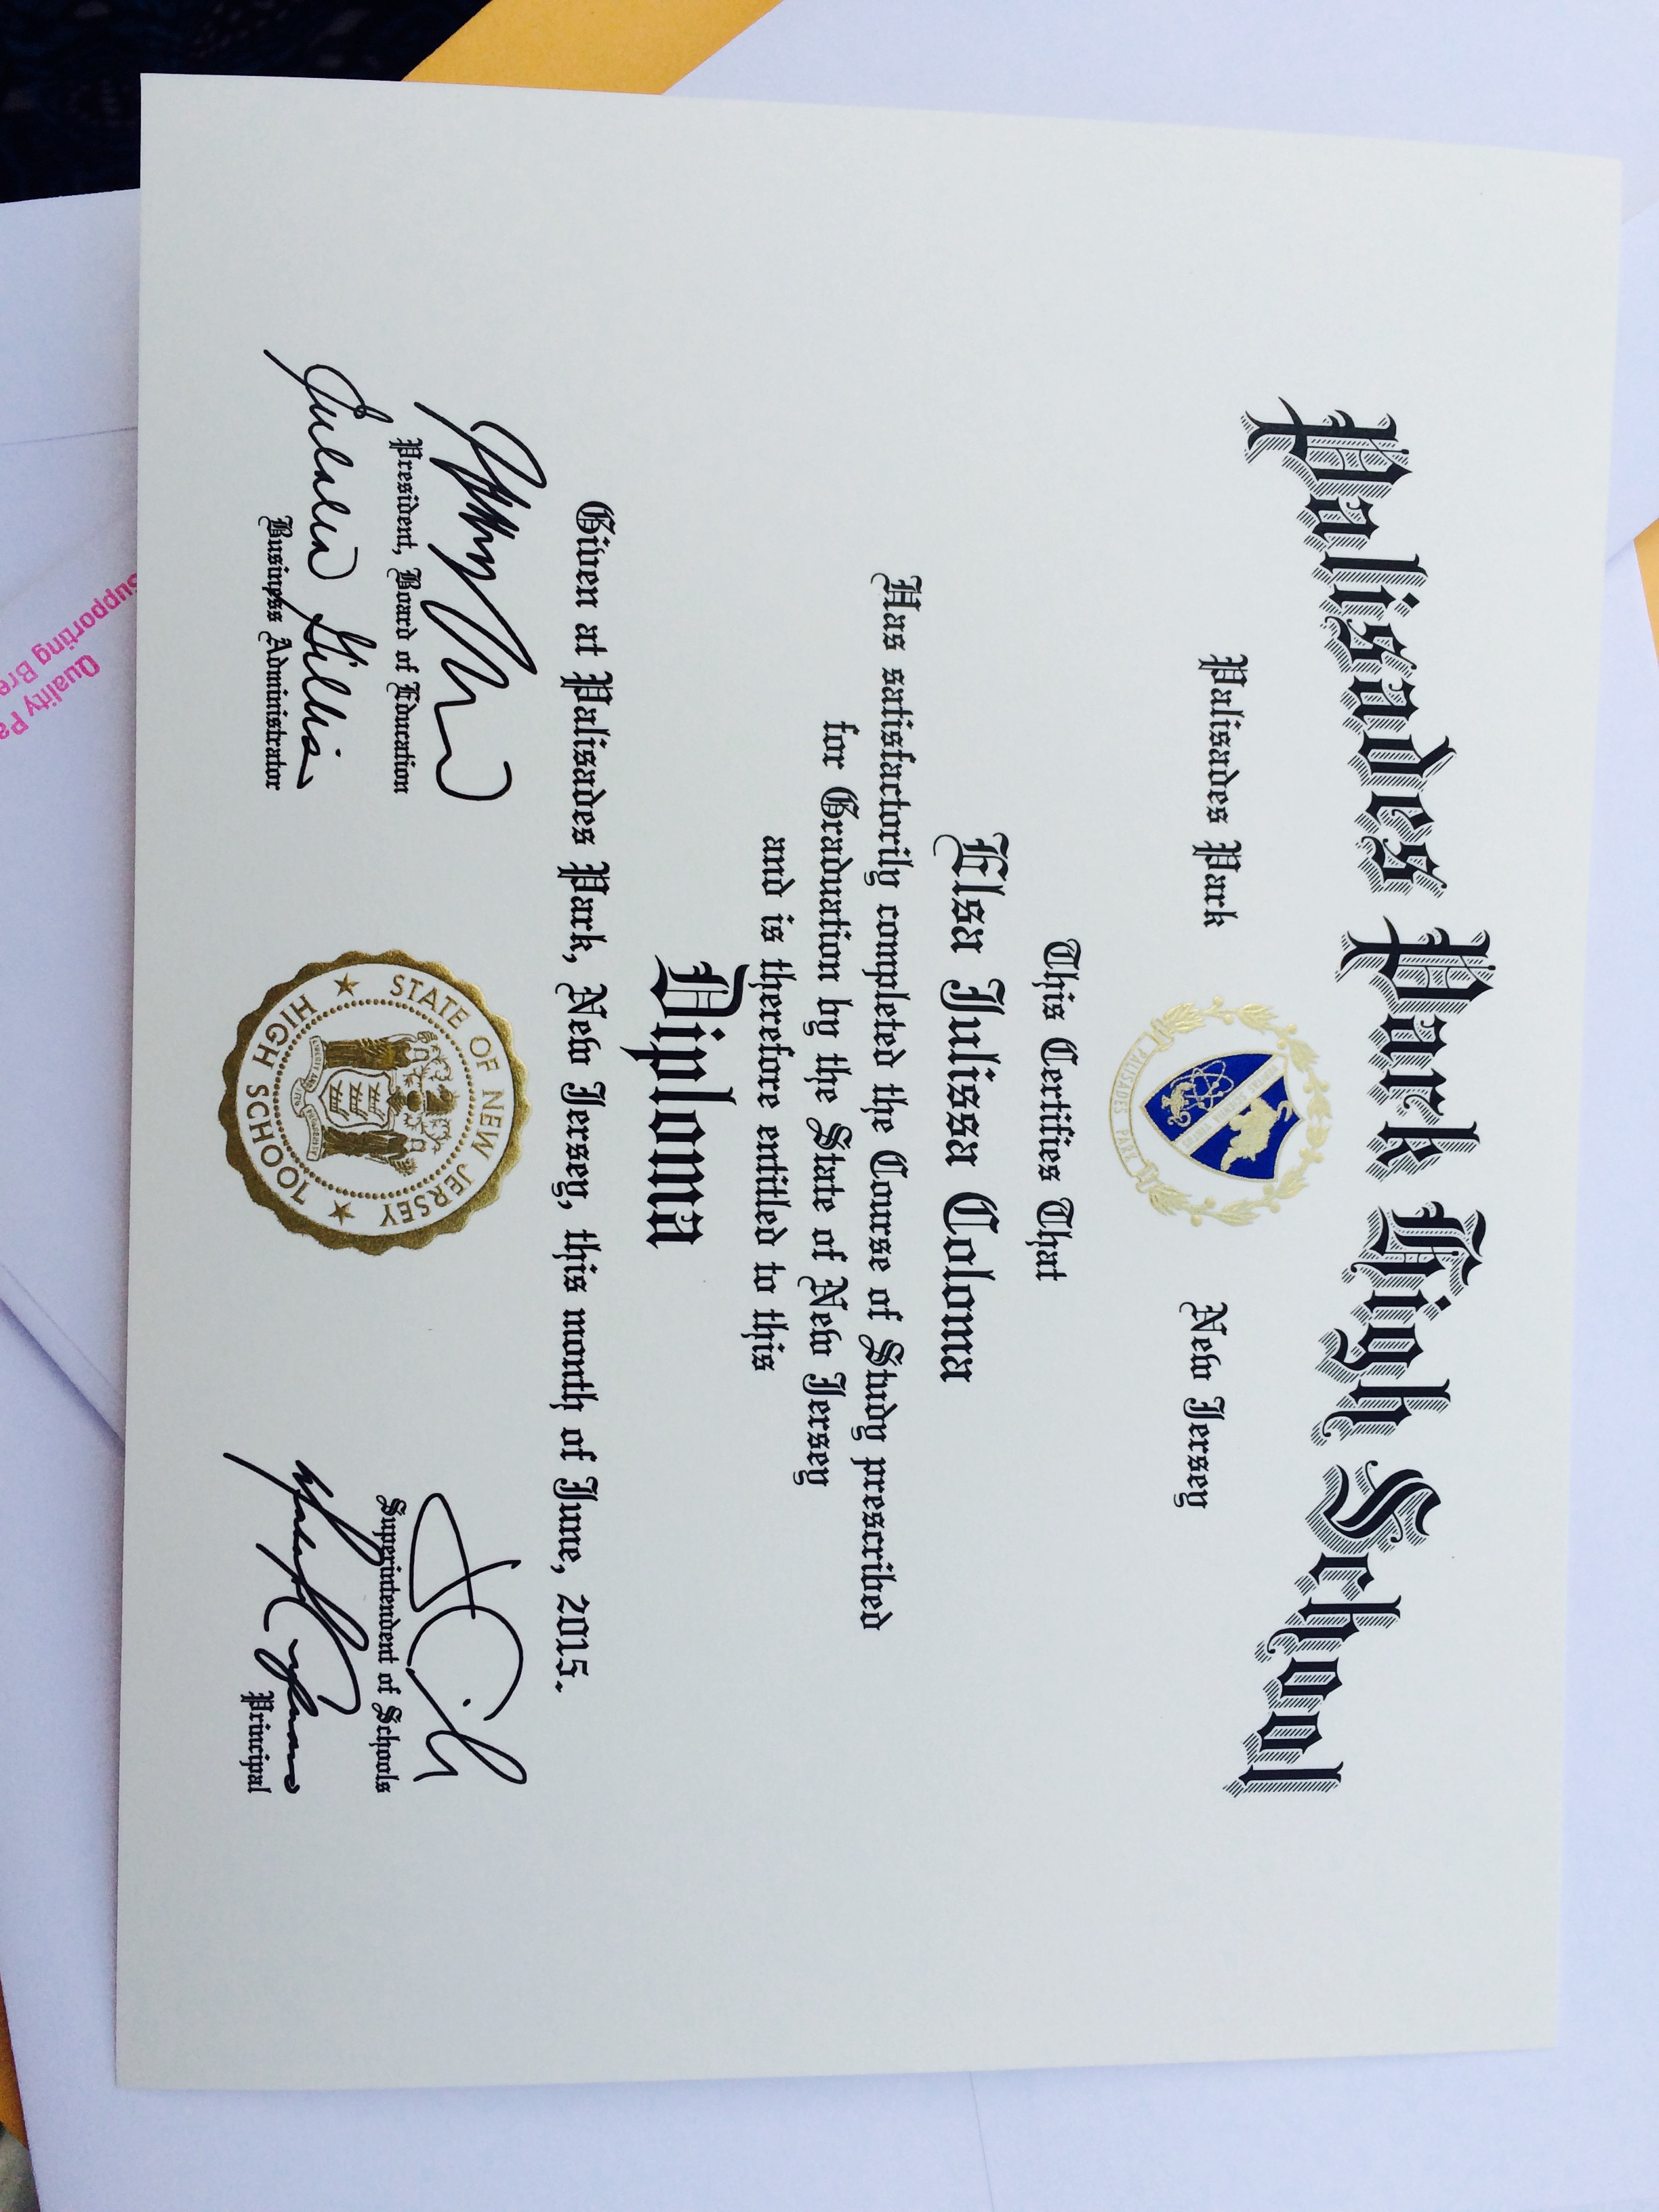 Palisades Park High School
Palisades Park New Jersey
PALISADES PARK
This Certifies That
Elsa Julissa Coloma
Has satisfactorily completed the Course of Study prescribed
for Graduation by the State of New Jersey
and is therefore entitled to this
Diploma
Given at Palisades Park, New Jersey, this month of June, 2015.
President, Board of Education
Superintendent of Schools
Gillis
Business Administrator
Principal
STATE OF NEW JERSEY
HIGH SCHOOL
Quality Pa
Supporting Bre